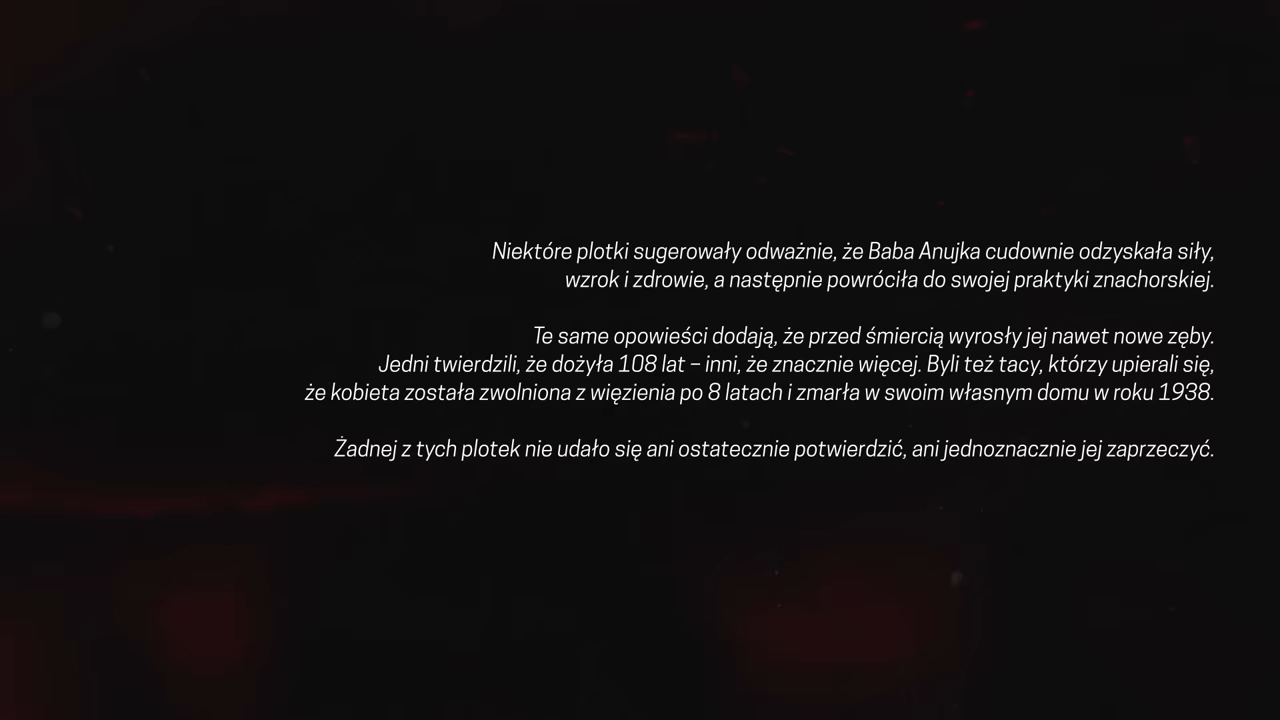 Niektóre plotki sugerowały odważnie, że Baba Anujka cudownie odzyskała siły,
wzrok i zdrowie, a następnie powróciła do swojej praktyki znachorskiej.
Te same opowieści dodają, że przed śmiercią wyrosły jej nawet nowe zęby.
Jedni twierdzili, że dożyła 108 lat – inni, że znacznie więcej. Byli też tacy, którzy upierali się,
że kobieta została zwolniona z więzienia po 8 latach i zmarła w swoim własnym domu w roku 1938.
Żadnej z tych plotek nie udało się ani ostatecznie potwierdzić, ani jednoznacznie jej zaprzeczyć.